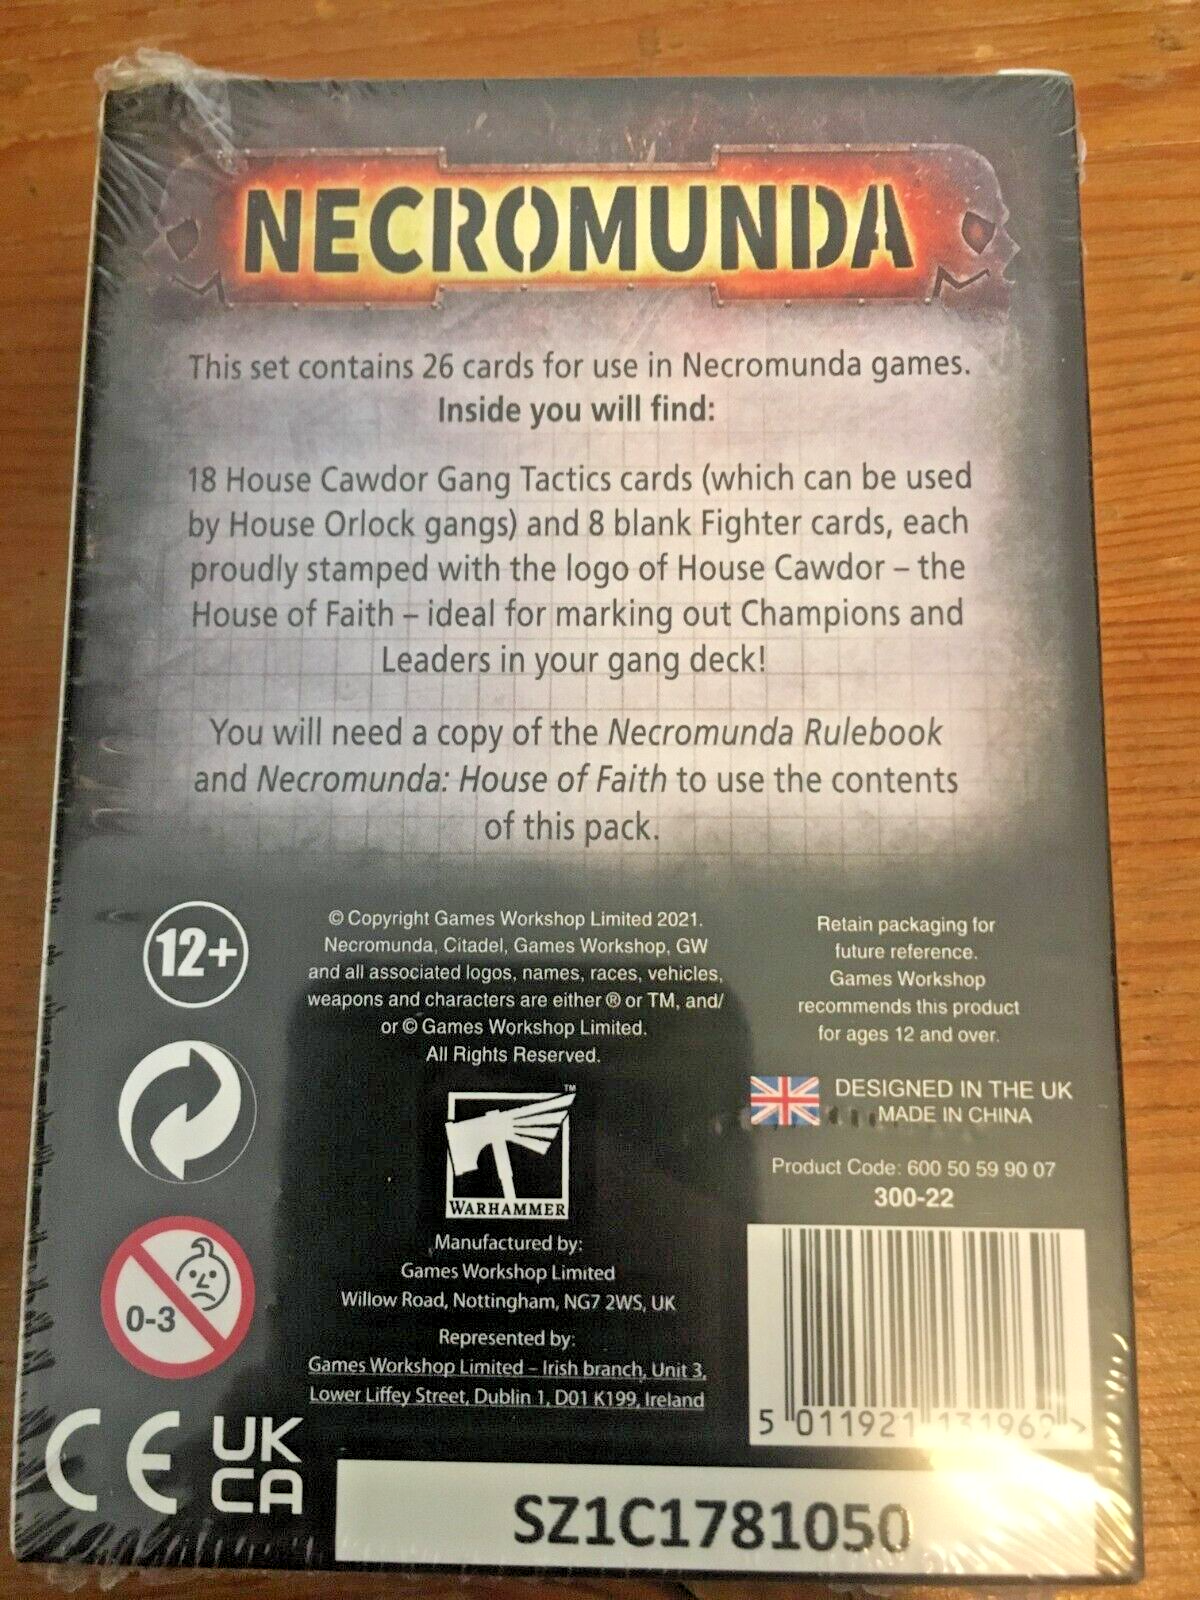 NECROMUNDA
This set contains 26 cards for use in Necromunda games.
Inside you will find:
18 House Cawdor Gang Tactics cards (which can be used
by House Orlock gangs) and 8 blank Fighter cards, each
proudly stamped with the logo of House Cawdor – the
House of Faith – ideal for marking out Champions and
Leaders in your gang deck!
You will need a copy of the Necromunda Rulebook
and Necromunda: House of Faith to use the contents
of this pack.
12+
© Copyright Games Workshop Limited 2021.
Necromunda, Citadel, Games Workshop, GW
and all associated logos, names, races, vehicles,
weapons and characters are either ® or TM, and/
or © Games Workshop Limited.
All Rights Reserved.
TM
WARHAMMER
Manufactured by:
Games Workshop Limited
Willow Road, Nottingham, NG7 2WS, UK
Represented by:
Games Workshop Limited – Irish branch, Unit 3,
Lower Liffey Street, Dublin 1, D01 K199, Ireland
Retain packaging for
future reference.
Games Workshop
recommends this product
for ages 12 and over.
DESIGNED IN THE UK
MADE IN CHINA
Product Code: 600 50 59 90 07
300-22
5 011921
0-3
CE
UK
CA
SZ1C1781050